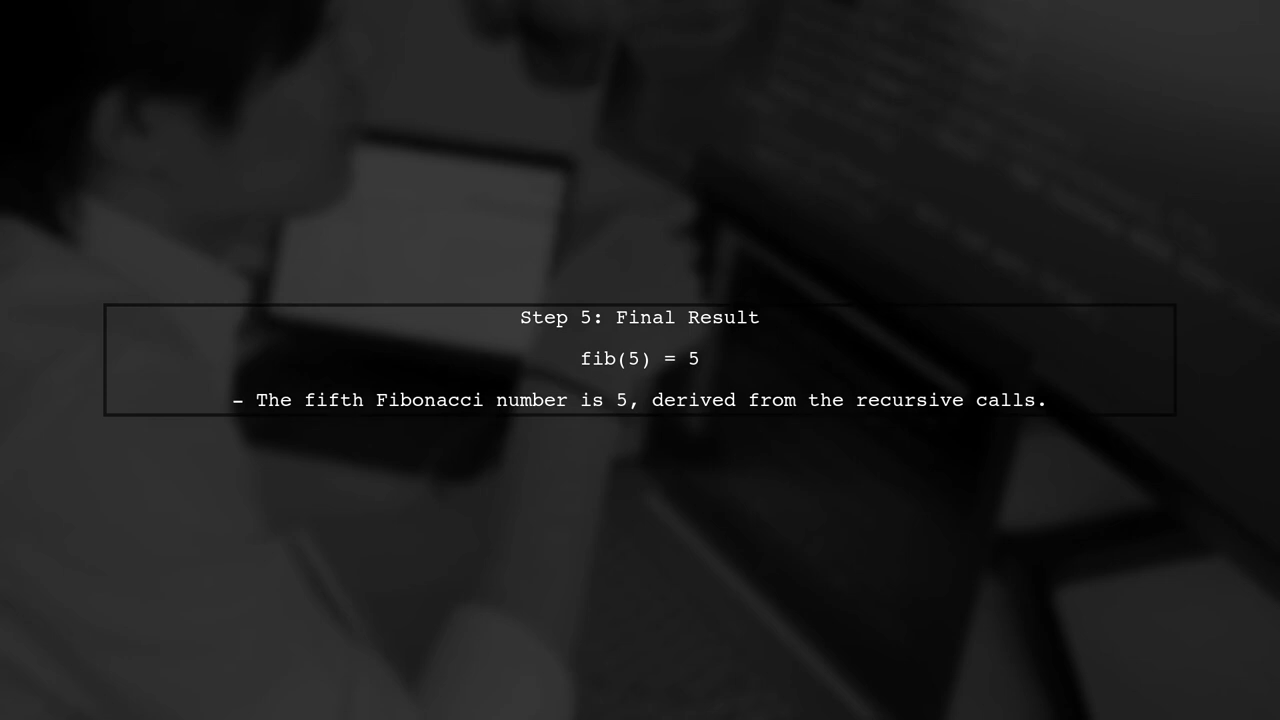 Step 5: Final Result
fib(5) = 5
– The fifth Fibonacci number is 5, derived from the recursive calls.